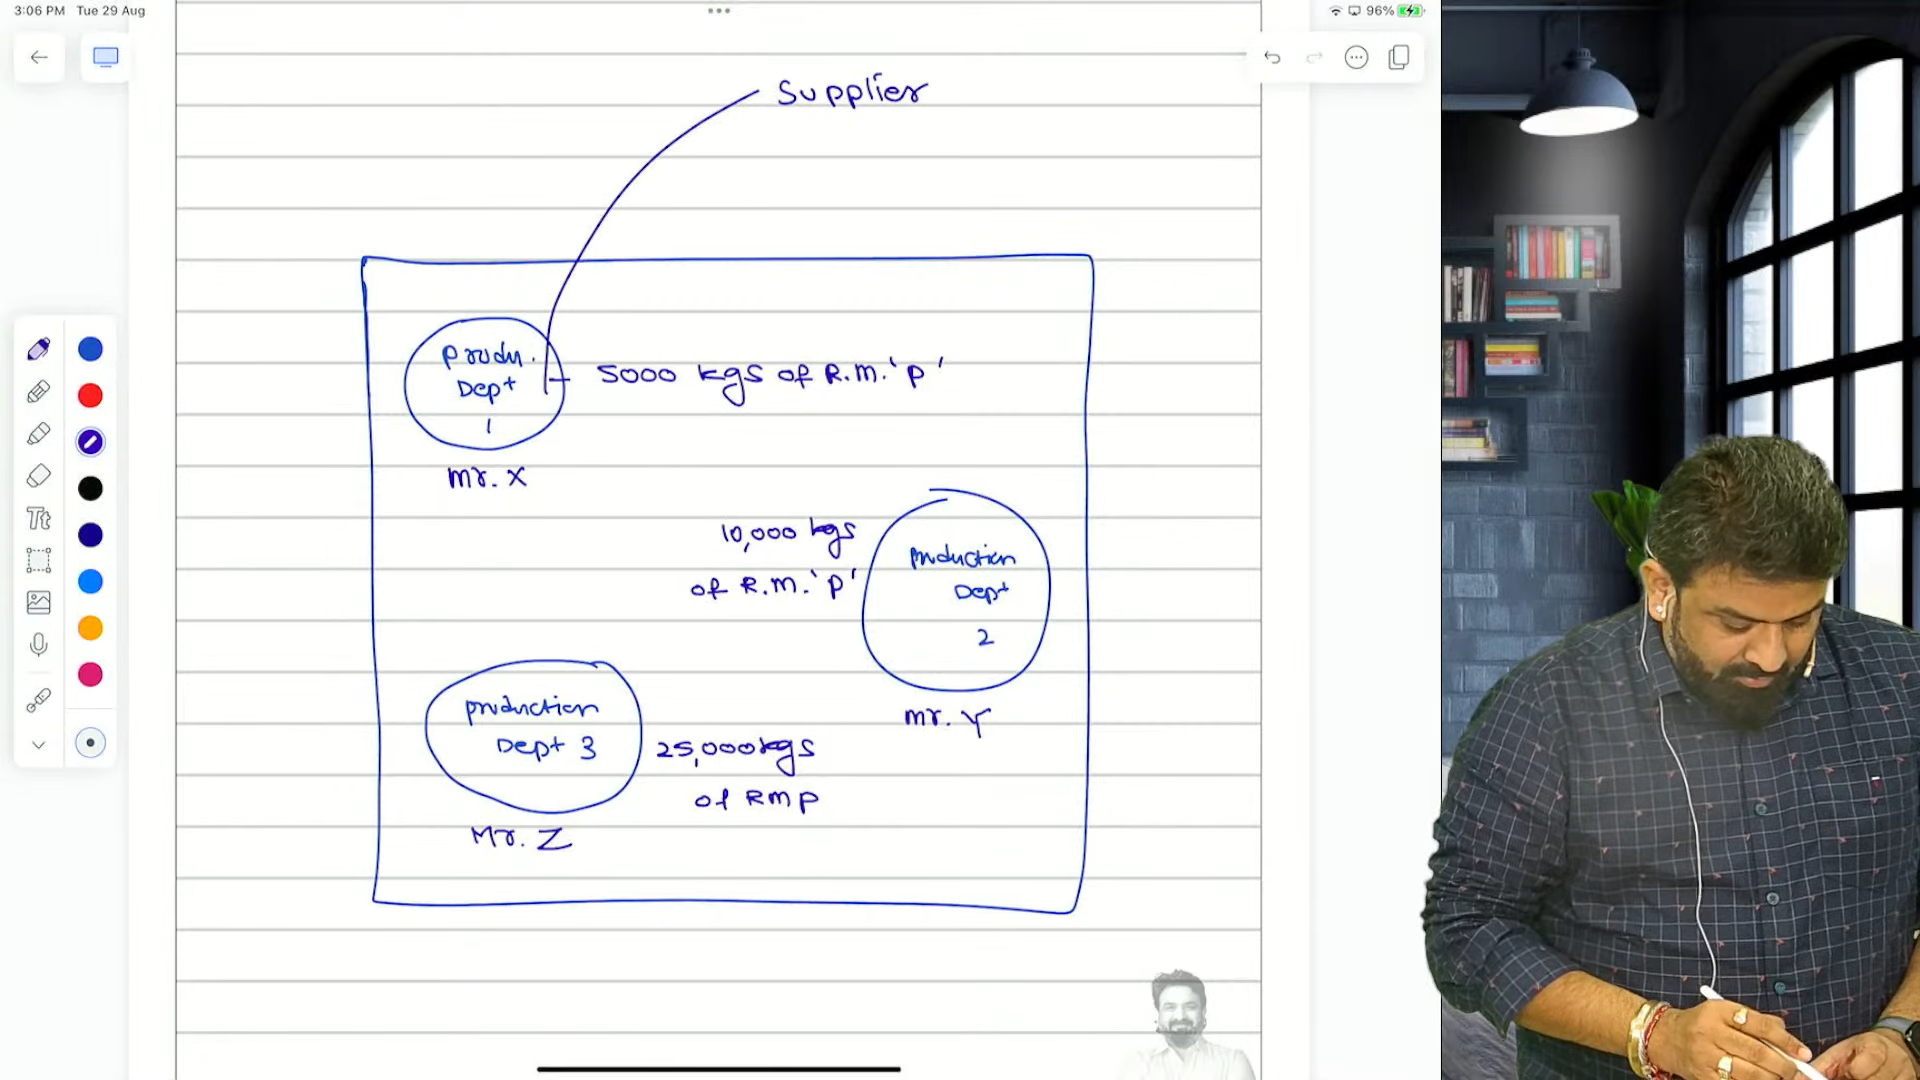 3:06 PM Tue 29 Aug
96%
Supplier
Produ.
Dept
1
5000 kgs of R.M. 'P'
Mr. X
10,000 kgs
of R.M. 'P'
Production
Dept
2
Mr. Y
Production
Dept 3
25,000 kgs
of RMP
Mr. Z
Tt